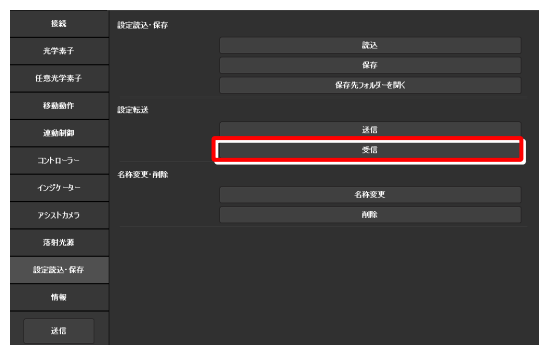 接続
光学素子
任意光学素子
移動動作
連動制御
コントローラー
インジケーター
アシストカメラ
落射光源
設定読込・保存
情報
送信
設定読込・保存
読込
保存
保存先フォルダーを開く
設定転送
送信
受信
名称変更・削除
名称変更
削除